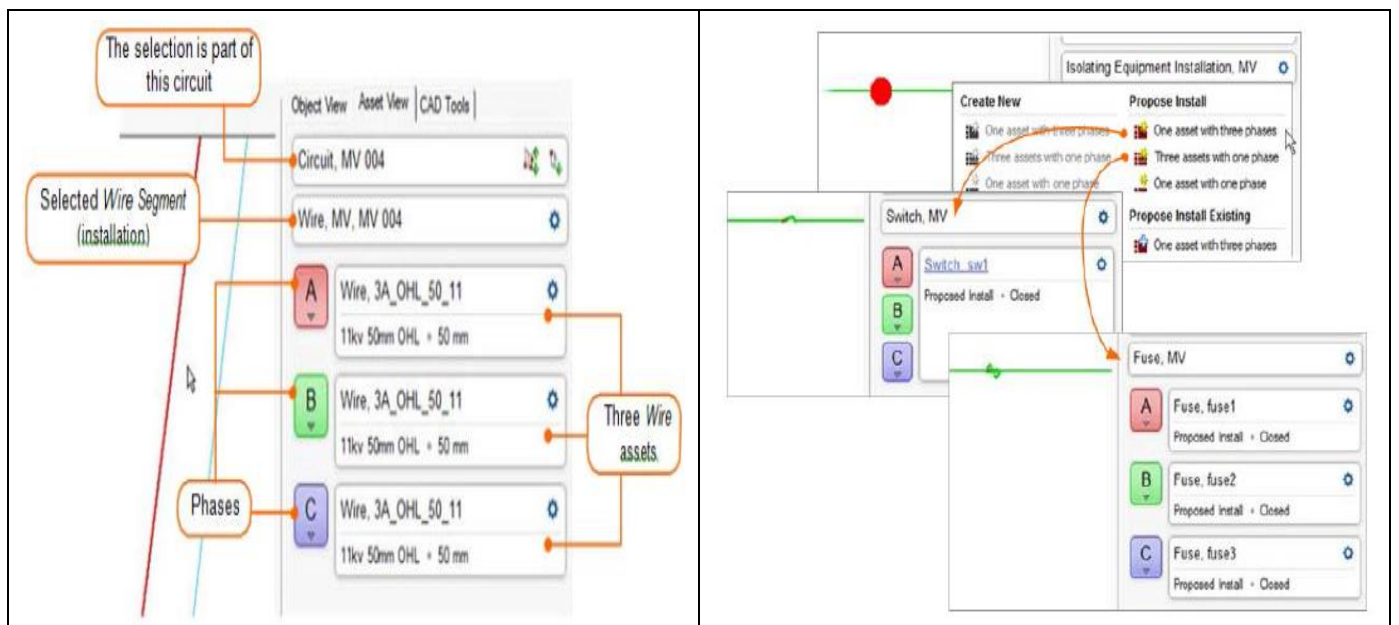 The selection is part of
this circuit
Object View Asset View CAD Tools
Circuit, MV 004
Selected Wire Segment
(installation)
Wire, MV, MV 004
A
Wire, 3A_OHL_50_11
11kv 50mm OHL • 50 mm
B
Wire, 3A_OHL_50_11
11kv 50mm OHL • 50 mm
Three Wire
assets
Phases
C
Wire, 3A_OHL_50_11
11kv 50mm OHL • 50 mm
Isolating Equipment Installation, MV
Create New
One asset with three phases
Three assets with one phase
One asset with one phase
Propose Install
One asset with three phases
Three assets with one phase
One asset with one phase
Propose Install Existing
One asset with three phases
Switch, MV
A
B
C
Switch, sw1
Proposed Install • Closed
Fuse, MV
A
Fuse, fuse1
Proposed Install • Closed
B
Fuse, fuse2
Proposed Install • Closed
C
Fuse, fuse3
Proposed Install • Closed